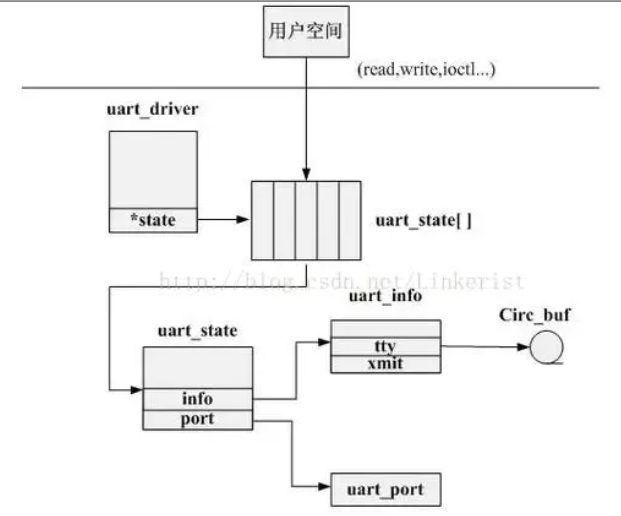 用户空间
(read,write,ioctl...)
uart_driver
*state
uart_state[ ]
http://blog.csdn.net/Linkerist
uart_info
Circ_buf
uart_state
tty
xmit
info
port
uart_port